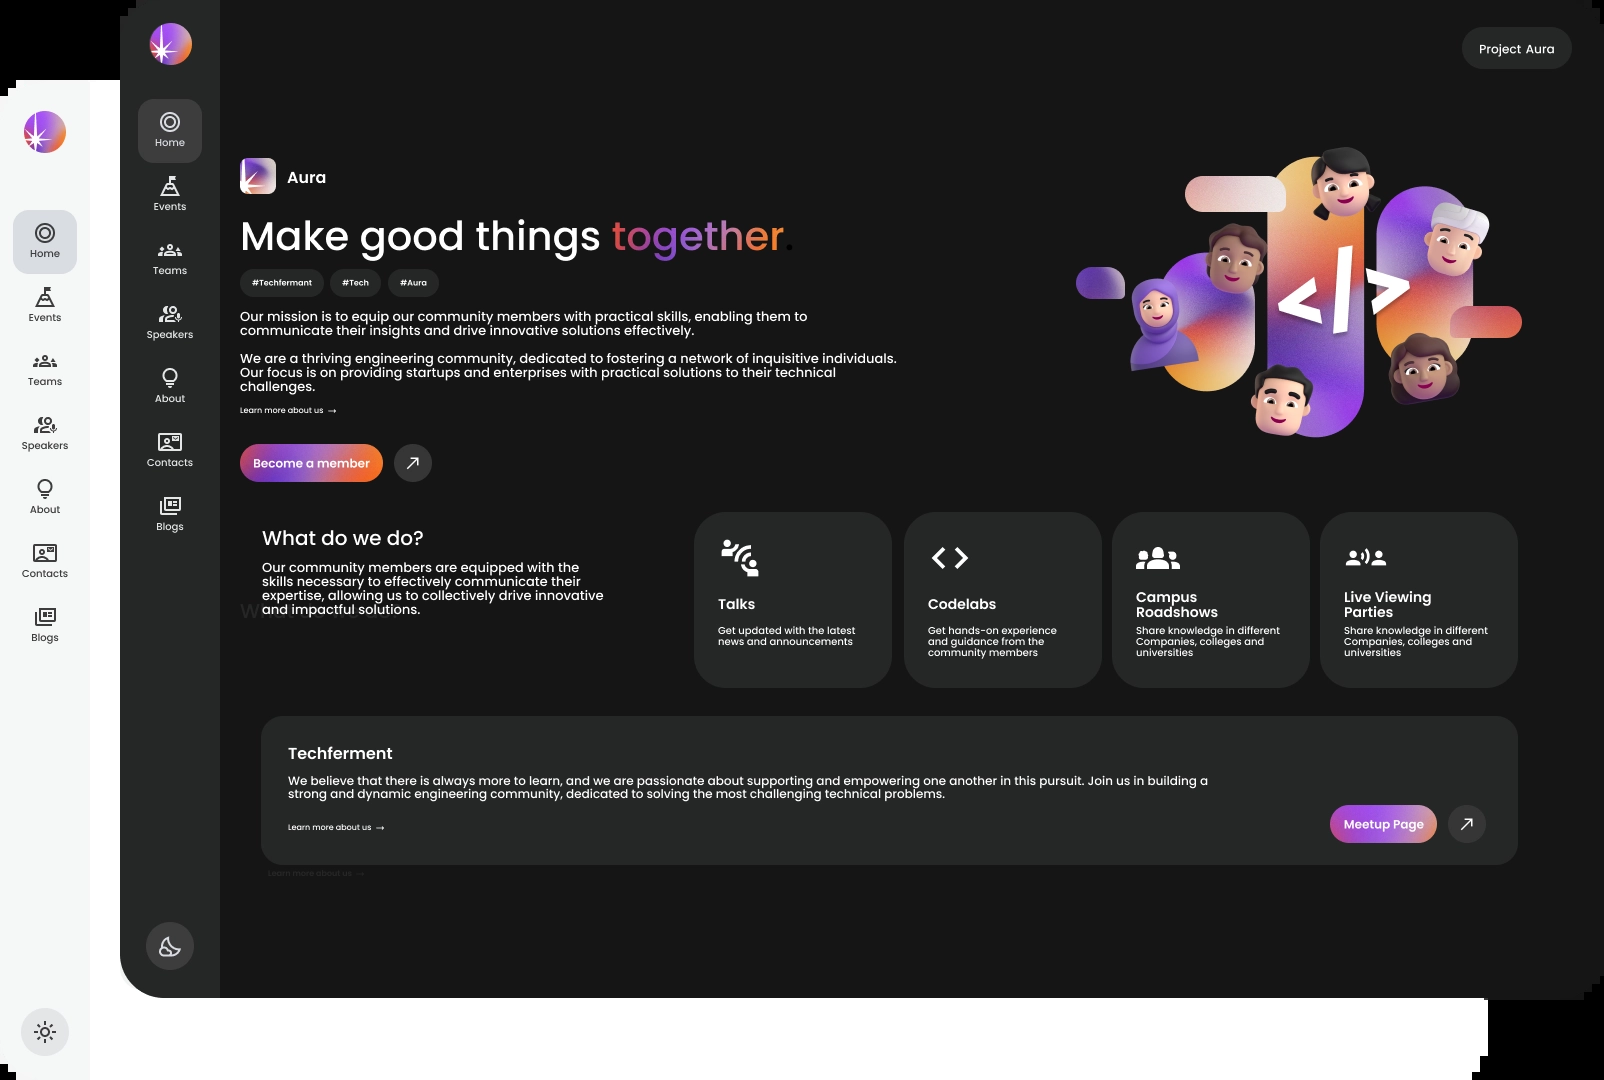 Project Aura
Home
Events
Teams
Speakers
About
Contacts
Blogs
Home
Events
Teams
Speakers
About
Contacts
Blogs
Aura
Make good things together.
#Techfermant
#Tech
#Aura
Our mission is to equip our community members with practical skills, enabling them to
communicate their insights and drive innovative solutions effectively.
We are a thriving engineering community, dedicated to fostering a network of inquisitive individuals.
Our focus is on providing startups and enterprises with practical solutions to their technical
challenges.
Learn more about us →
Become a member
</>
What do we do?
Our community members are equipped with the
skills necessary to effectively communicate their
expertise, allowing us to collectively drive innovative
and impactful solutions.
Talks
Get updated with the latest
news and announcements
Codelabs
Get hands-on experience
and guidance from the
community members
Campus
Roadshows
Share knowledge in different
Companies, colleges and
universities
Live Viewing
Parties
Share knowledge in different
Companies, colleges and
universities
Techferment
We believe that there is always more to learn, and we are passionate about supporting and empowering one another in this pursuit. Join us in building a
strong and dynamic engineering community, dedicated to solving the most challenging technical problems.
Learn more about us →
Meetup Page
Learn more about us →